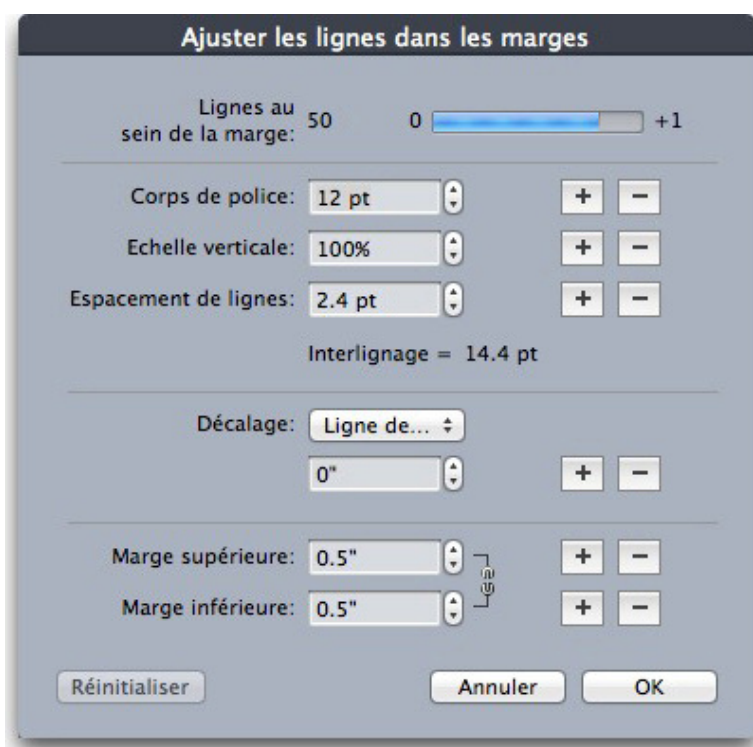 Ajuster les lignes dans les marges
Lignes au
sein de la marge: 50 0 +1
Corps de police: 12 pt + −
Echelle verticale: 100% + −
Espacement de lignes: 2.4 pt + −
Interlignage = 14.4 pt
Décalage: Ligne de...
0" + −
Marge supérieure: 0.5" + −
Marge inférieure: 0.5" + −
Réinitialiser Annuler OK